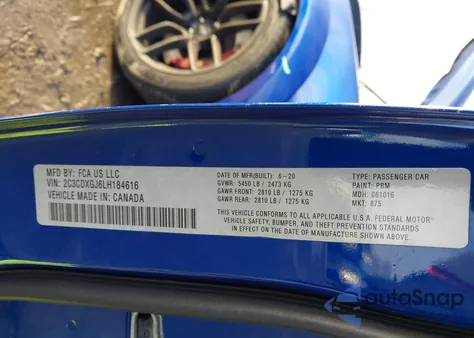 MFD BY: FCA US LLC
VIN: 2C3CDXGJ6LH184616
VEHICLE MADE IN: CANADA
DATE OF MFR(BUILT): 6-20
GVWR: 5450 LB / 2473 KG
GAWR FRONT: 2810 LB / 1275 KG
GAWR REAR: 2810 LB / 1275 KG
TYPE: PASSENGER CAR
PAINT: PBM
MDH: 061016
MKT: 875
THIS VEHICLE CONFORMS TO ALL APPLICABLE U.S.A. FEDERAL MOTOR
VEHICLE SAFETY, BUMPER, AND THEFT PREVENTION STANDARDS
IN EFFECT ON THE DATE OF MANUFACTURE SHOWN ABOVE.
autoSnap